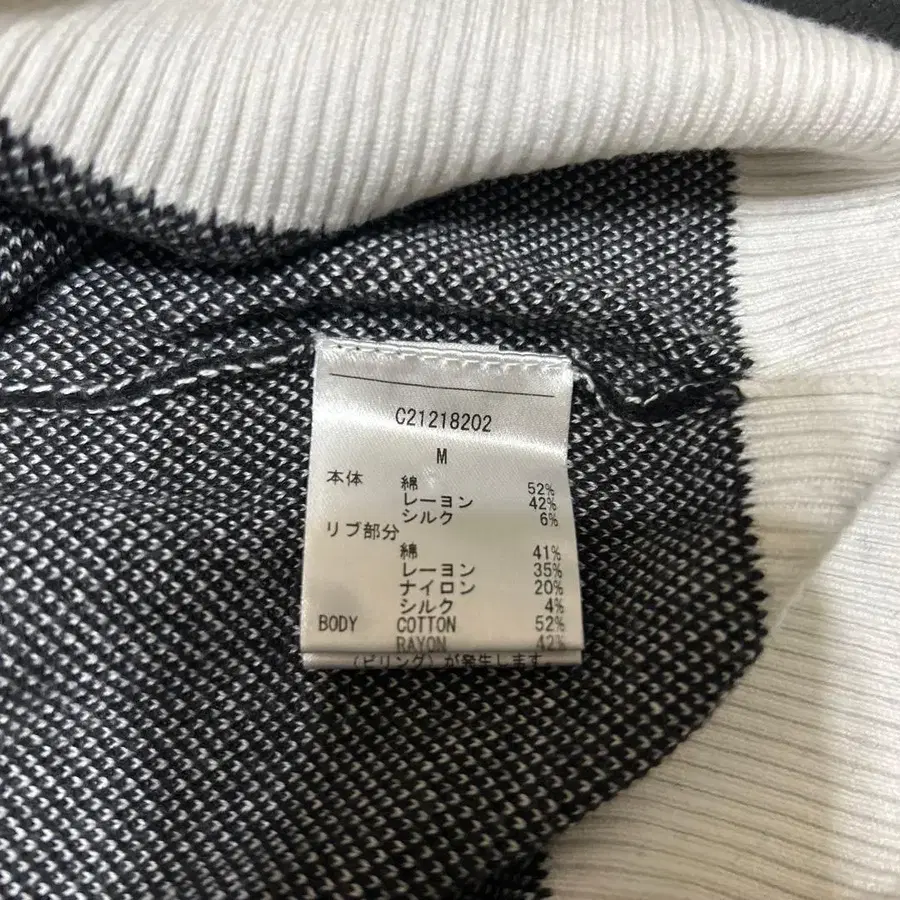 C21218202
M
本体 綿 52%
レーヨン 42%
シルク 6%
リブ部分
綿 41%
レーヨン 35%
ナイロン 20%
シルク 4%
BODY COTTON 52%
RAYON 42%
(ピリング)が発生します。